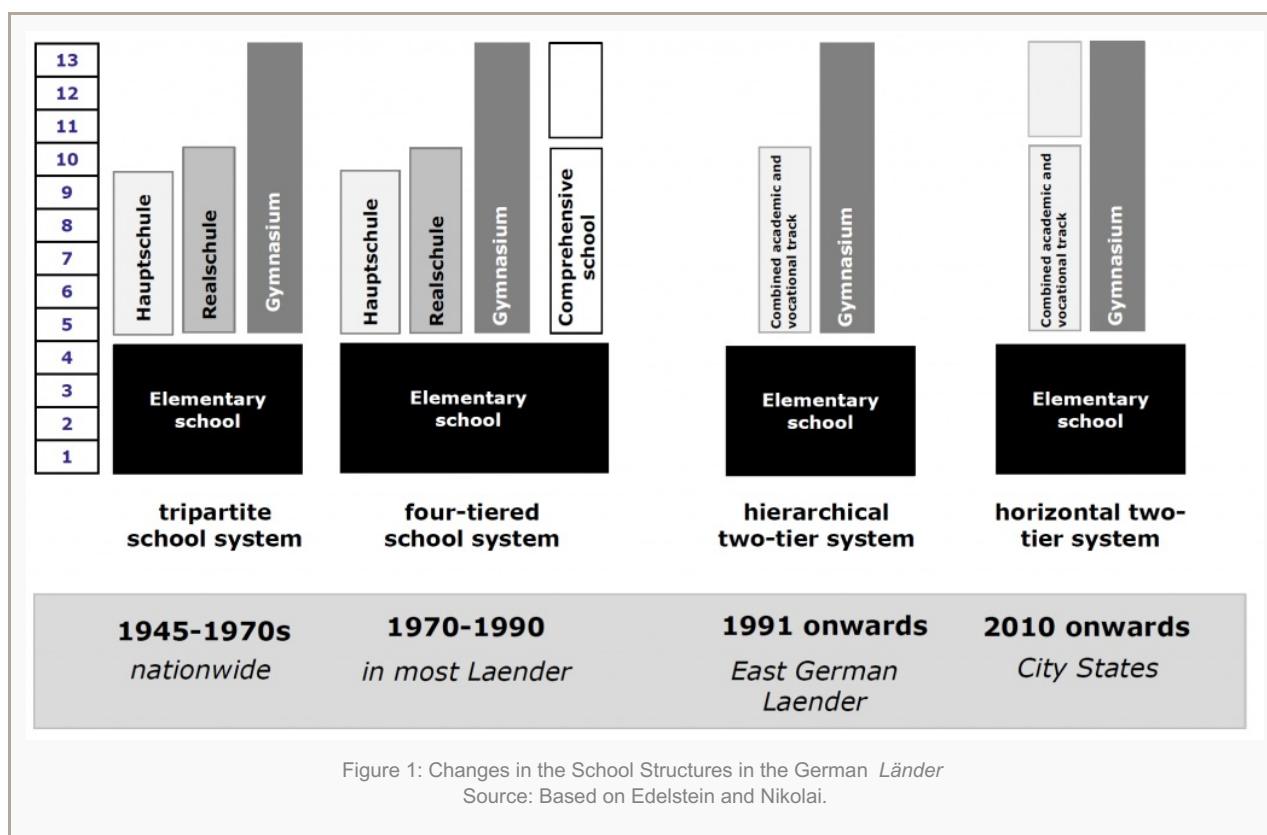 13
12
11
10
9
8
7
6
5
4
3
2
1
Hauptschule
Realschule
Gymnasium
Elementary
school
tripartite
school system
Hauptschule
Realschule
Gymnasium
Comprehensive
school
Elementary
school
four-tiered
school system
Combined academic and
vocational track
Gymnasium
Elementary
school
hierarchical
two-tier system
Combined academic and
vocational track
Gymnasium
Elementary
school
horizontal two-
tier system
1945-1970s
nationwide
1970-1990
in most Laender
1991 onwards
East German
Laender
2010 onwards
City States
Figure 1: Changes in the School Structures in the German Länder
Source: Based on Edelstein and Nikolai.